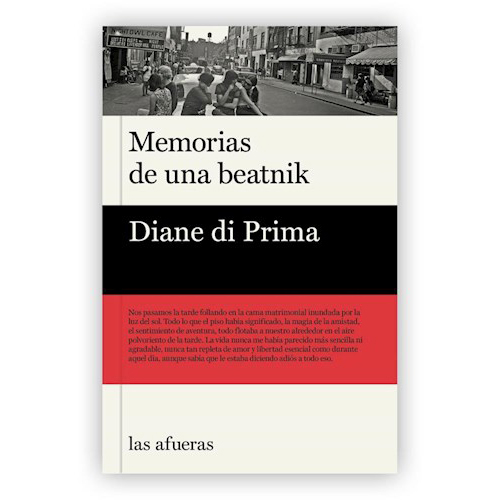 Memorias
de una beatnik
Diane di Prima
Nos pasamos la tarde follando en la cama matrimonial inundada por la
luz del sol. Todo lo que el piso había significado, la magia de la amistad,
el sentimiento de aventura, todo flotaba a nuestro alrededor en el aire
polvoriento de la tarde. La vida nunca me había parecido más sencilla ni
agradable, nunca tan repleta de amor y libertad esencial como durante
aquel día, aunque sabía que le estaba diciendo adiós a todo eso.
las afueras